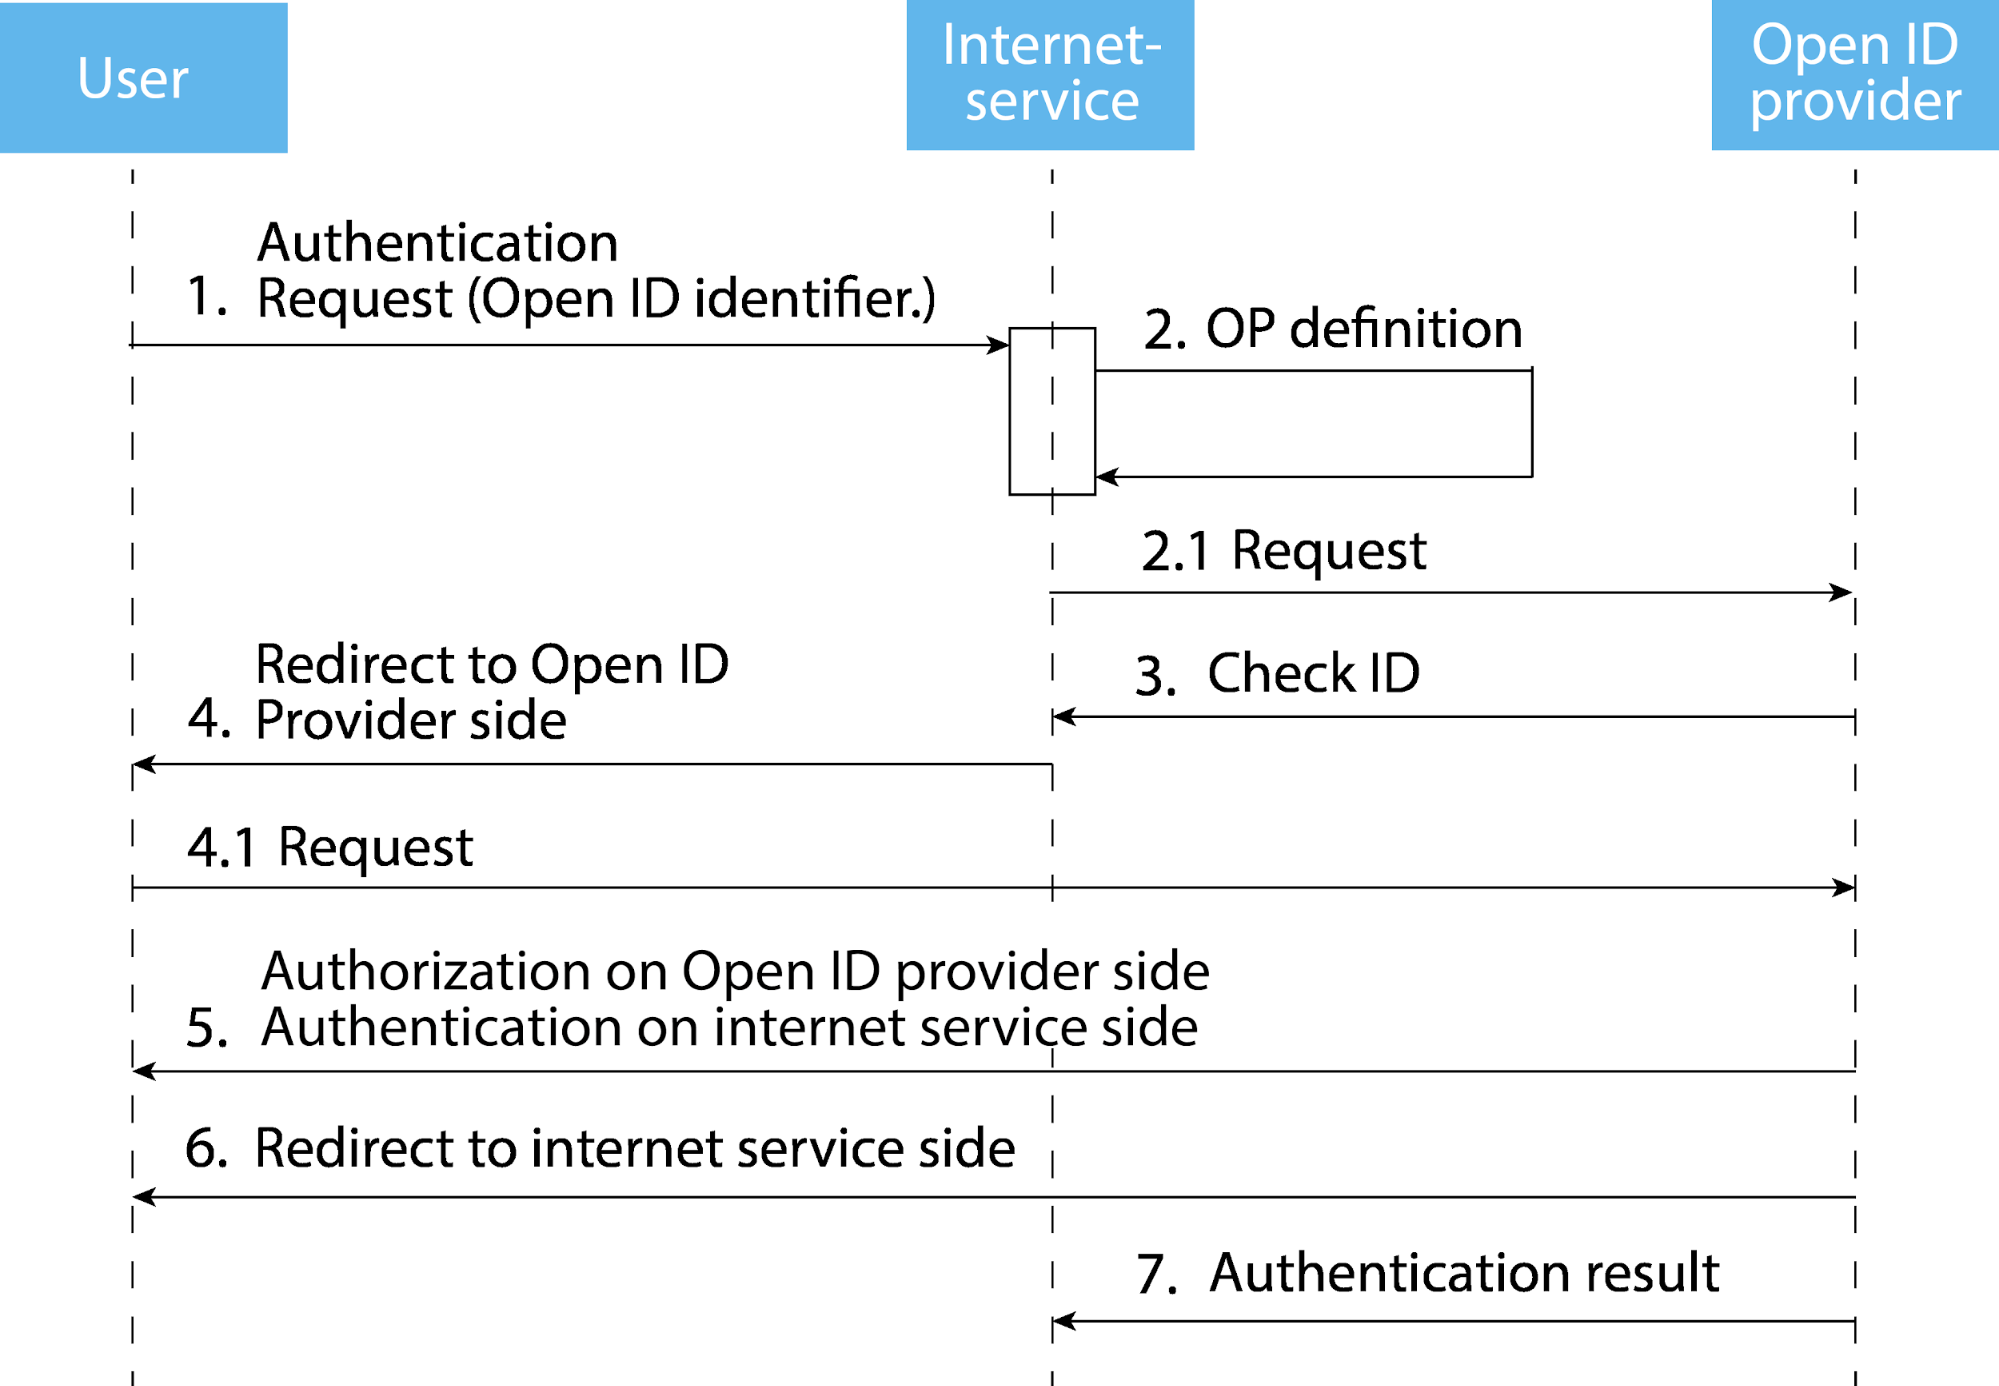 User
Internet-
service
Open ID
provider
Authentication
1. Request (Open ID identifier.)
2. OP definition
2.1 Request
3. Check ID
Redirect to Open ID
4. Provider side
4.1 Request
Authorization on Open ID provider side
5. Authentication on internet service side
6. Redirect to internet service side
7. Authentication result